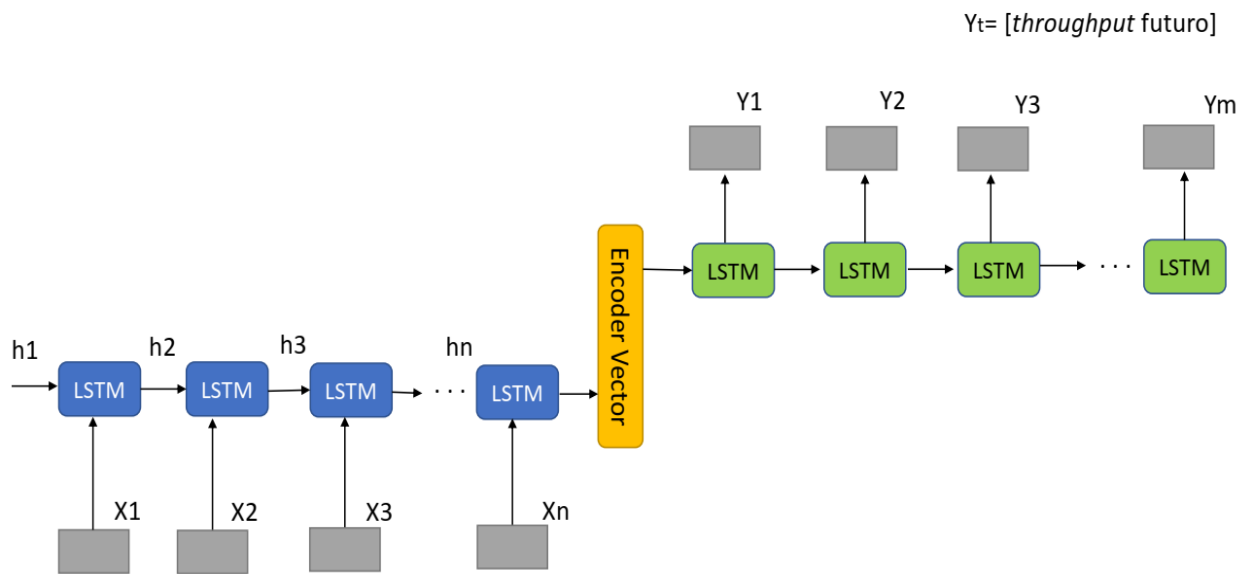 Yt= [throughput futuro]
Y1 Y2 Y3 Ym
LSTM LSTM LSTM . . . LSTM
Encoder Vector
h1 h2 h3 hn
LSTM LSTM LSTM . . . LSTM
X1 X2 X3 Xn